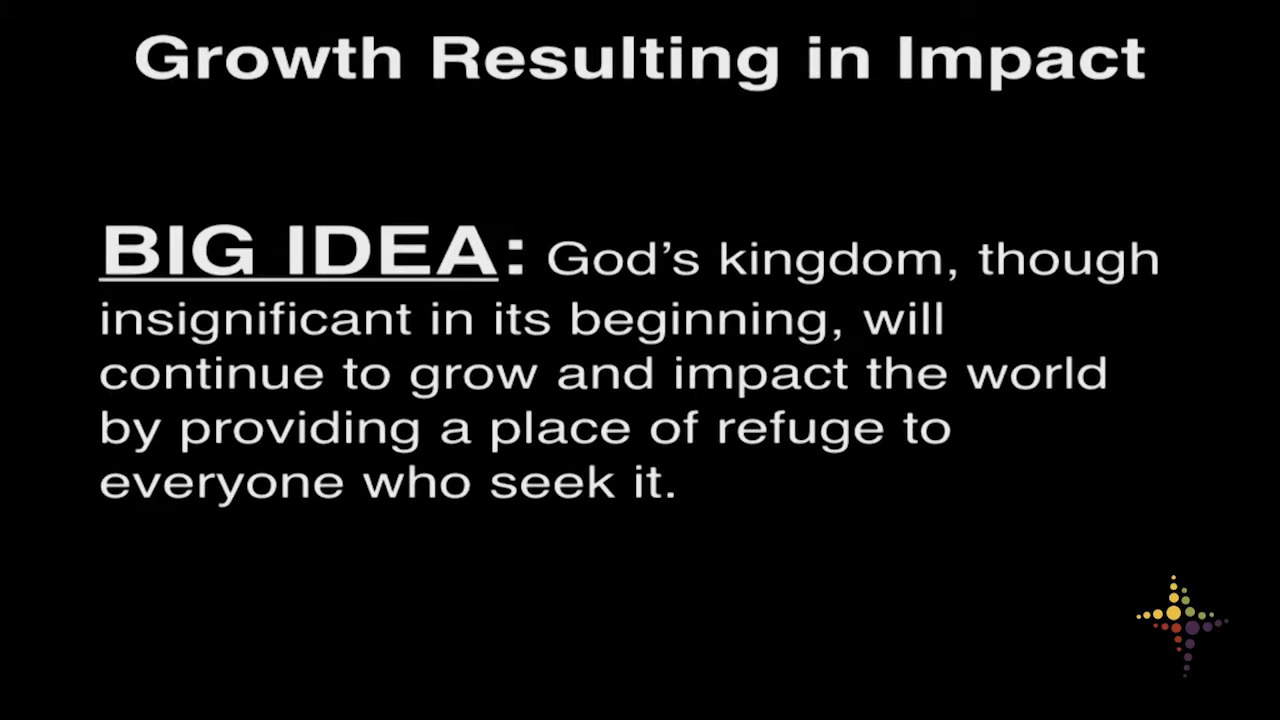 Growth Resulting in Impact
BIG IDEA: God's kingdom, though
insignificant in its beginning, will
continue to grow and impact the world
by providing a place of refuge to
everyone who seek it.